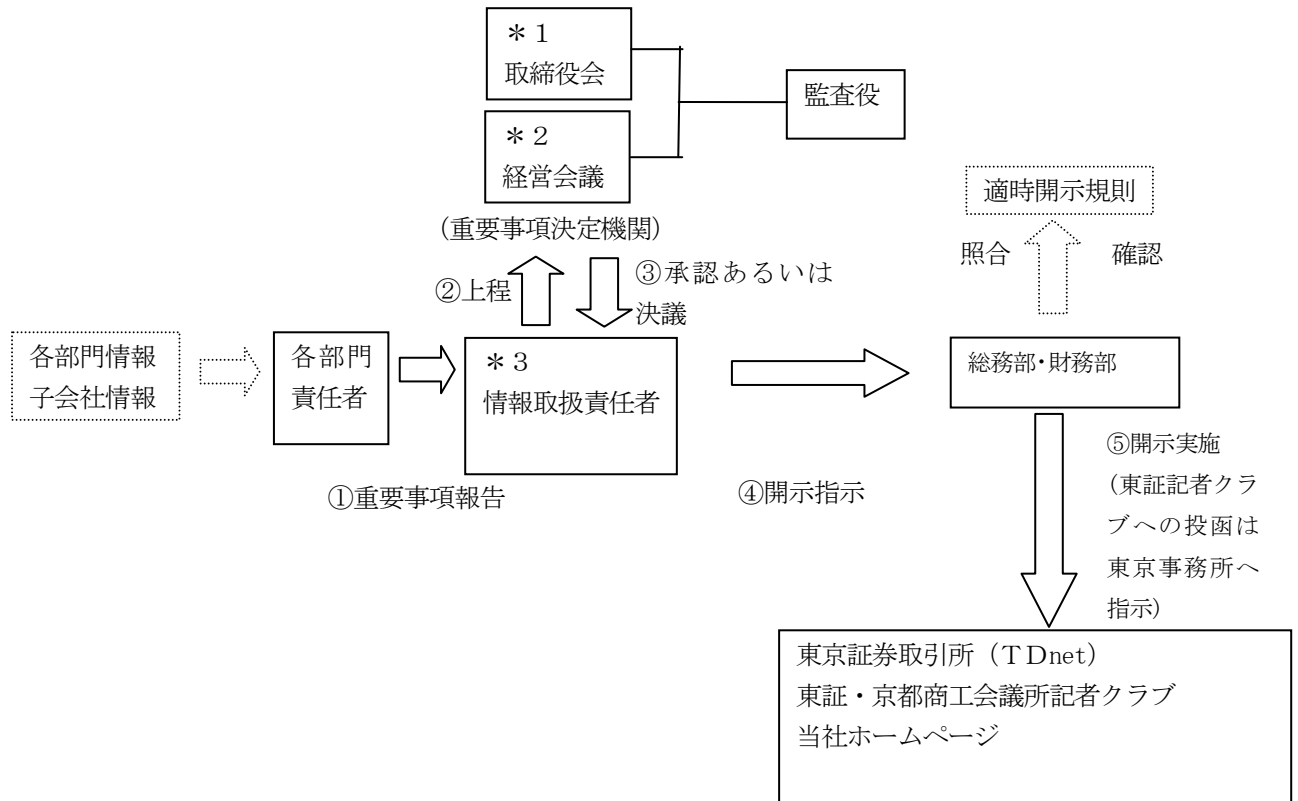 ＊１
取締役会
監査役
＊２
経営会議
(重要事項決定機関)
適時開示規則
照合
確認
②上程
③承認あるいは
決議
各部門情報
子会社情報
各部門
責任者
＊３
情報取扱責任者
総務部・財務部
①重要事項報告
④開示指示
⑤開示実施
(東証記者クラ
ブへの投函は
東京事務所へ
指示)
東京証券取引所（ＴＤnet）
東証・京都商工会議所記者クラブ
当社ホームページ